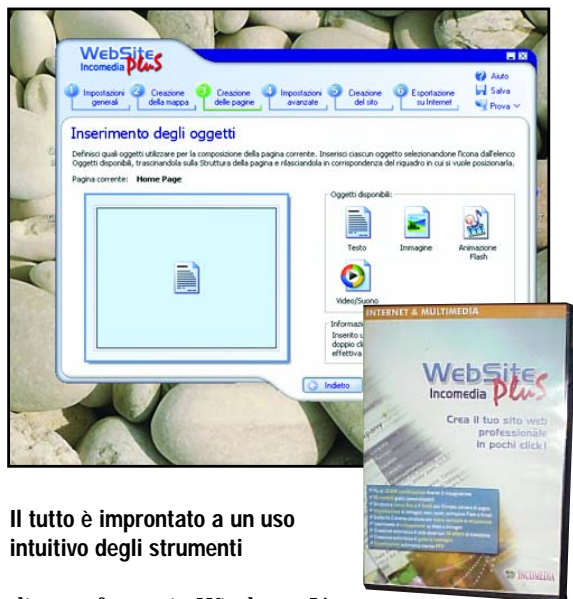 WebSite
Incomedia Plus
1 Impostazioni generali
2 Creazione della mappa
3 Creazione delle pagine
4 Impostazioni avanzate
5 Creazione del sito
6 Esportazione su Internet
Aiuto
Salva
Prova
Inserimento degli oggetti
Definisci quali oggetti utilizzare per la composizione della pagina corrente. Inserisci ciascun oggetto selezionandone l'icona dall'elenco
Oggetti disponibili, trascinandola sulla Struttura della pagina e rilasciandola in corrispondenza del riquadro in cui si vuole posizionarla.
Pagina corrente: Home Page
Oggetti disponibili:
Testo
Immagine
Animazione
Flash
Video/Suono
Inserito u
doppio cli
effettiva
Indietro
INTERNET & MULTIMEDIA
WebSite
Incomedia Plus
Crea il tuo sito web
professionale
in pochi click!
INCOMEDIA
Il tutto è improntato a un uso
intuitivo degli strumenti